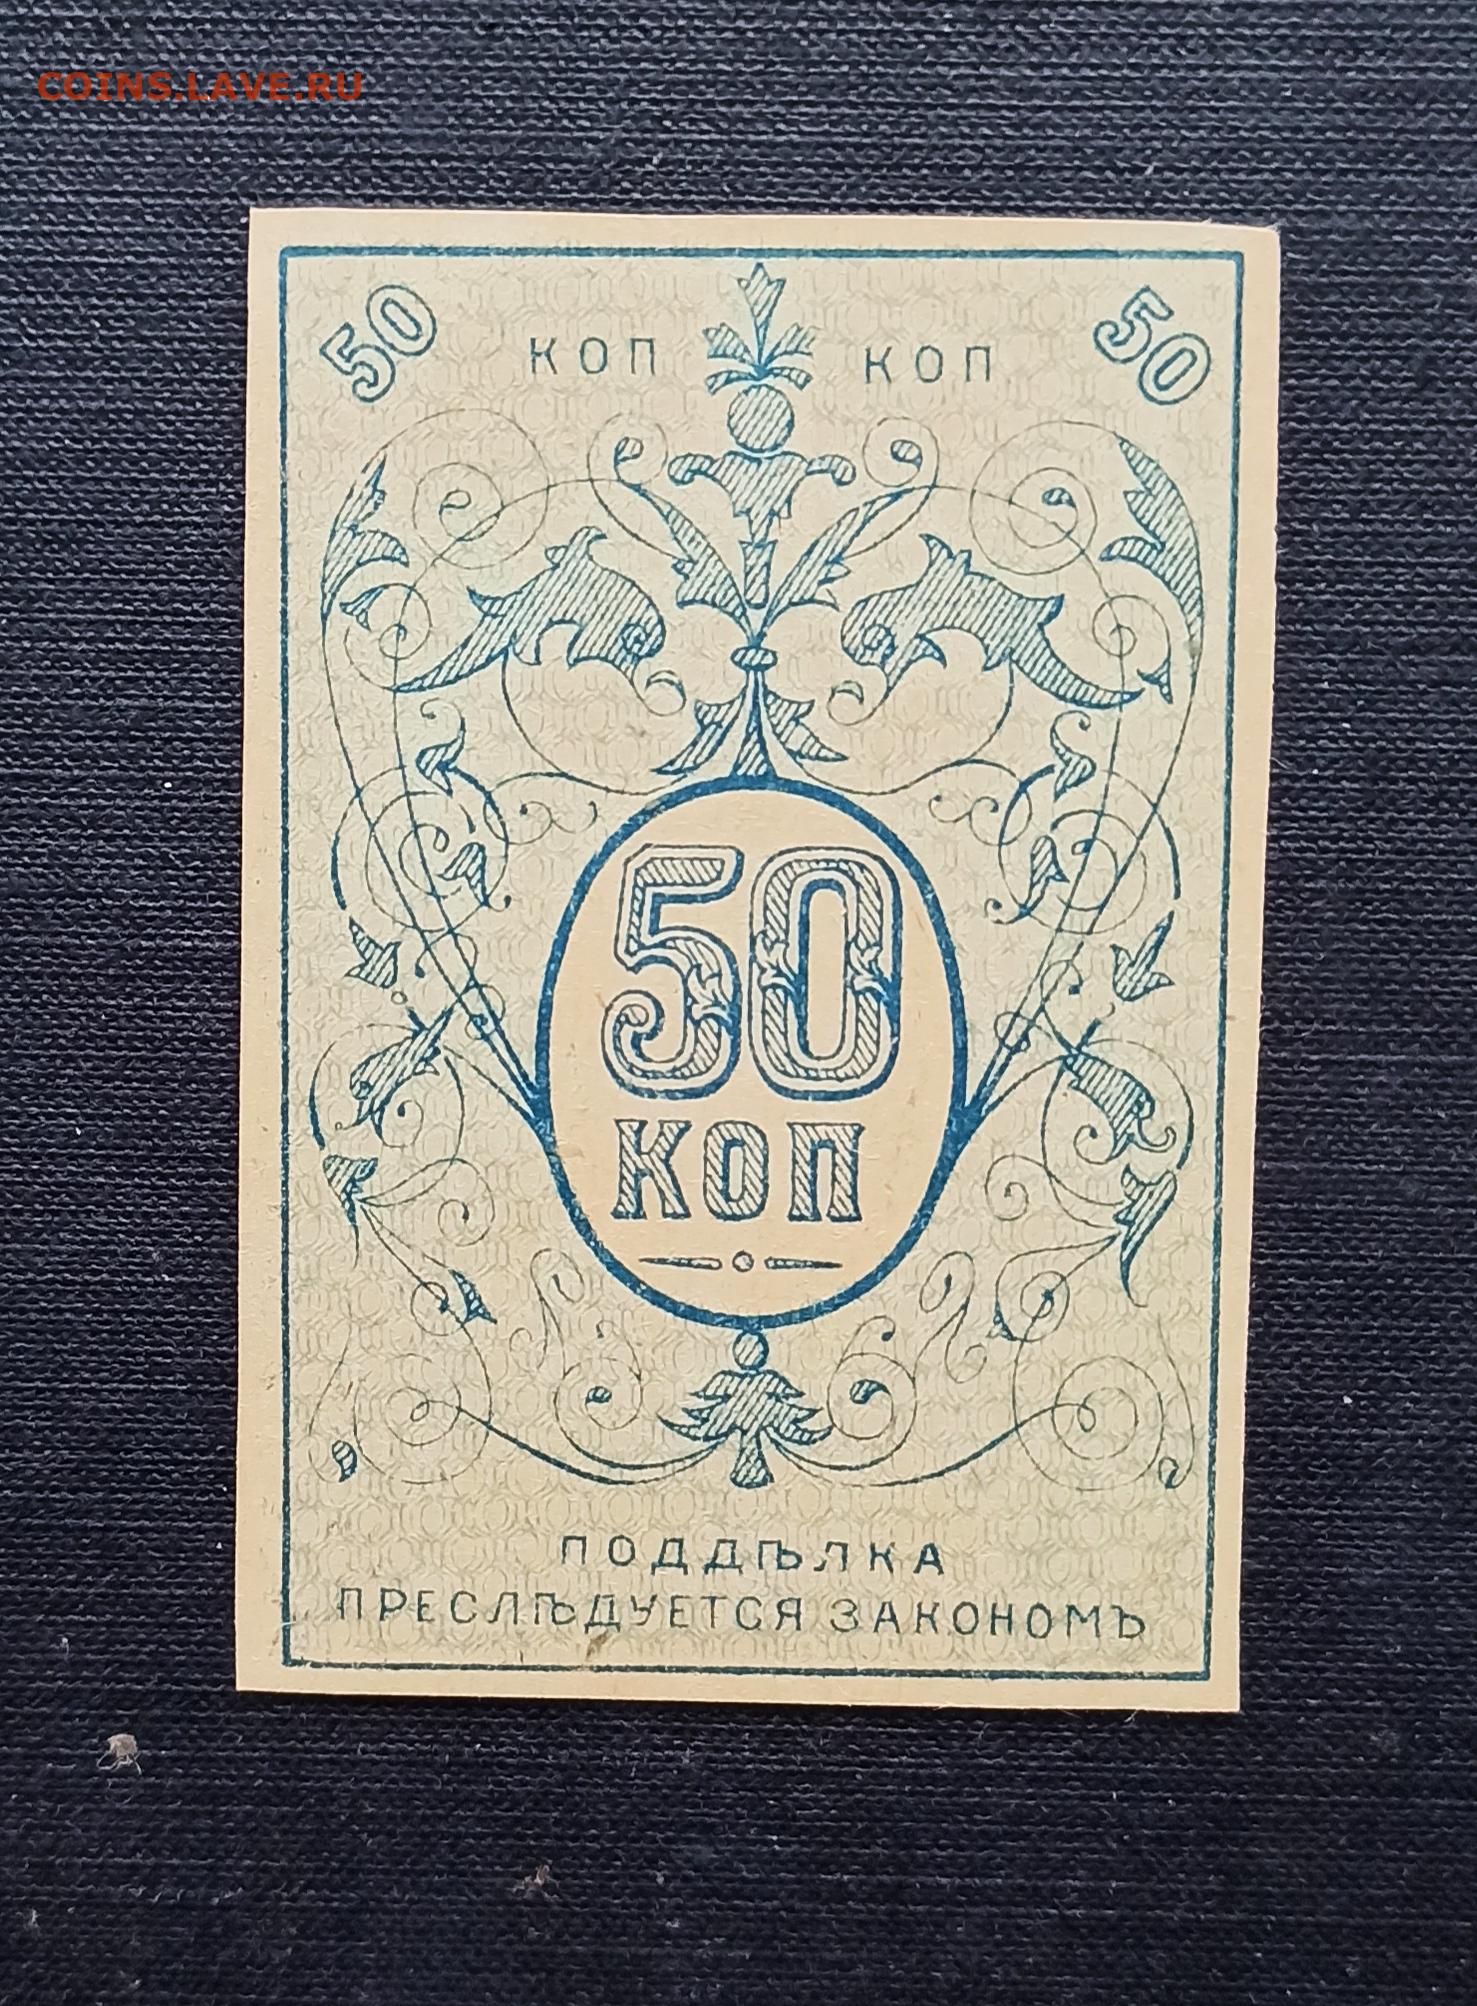 COINS.LAVE.RU
50 КОП КОП 50
50
КОП
ПОДДѢЛКА
ПРЕСЛѢДУЕТСЯ ЗАКОНОМЪ